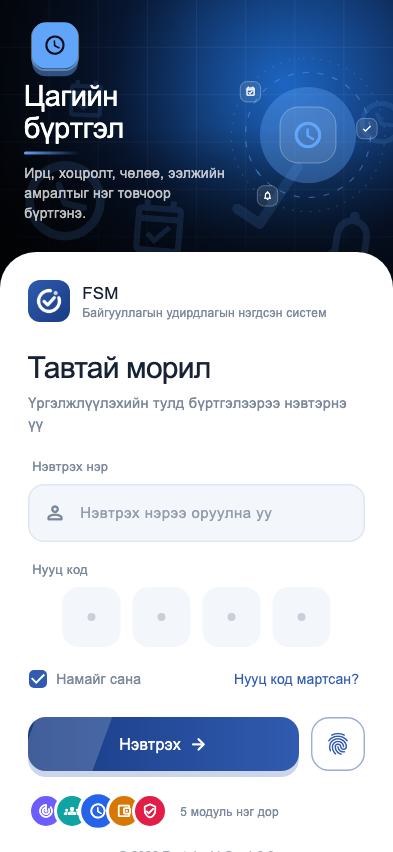 Цагийн
бүртгэл
Ирц, хоцролт, чөлөө, ээлжийн
амралтыг нэг товчоор
бүртгэнэ.
FSM
Байгууллагын удирдлагын нэгдсэн систем
Тавтай морил
Үргэлжлүүлэхийн тулд бүртгэлээрээ нэвтэрнэ
үү
Нэвтрэх нэр
Нэвтрэх нэрээ оруулна уу
Нууц код
Намайг сана
Нууц код мартсан?
Нэвтрэх
5 модуль нэг дор